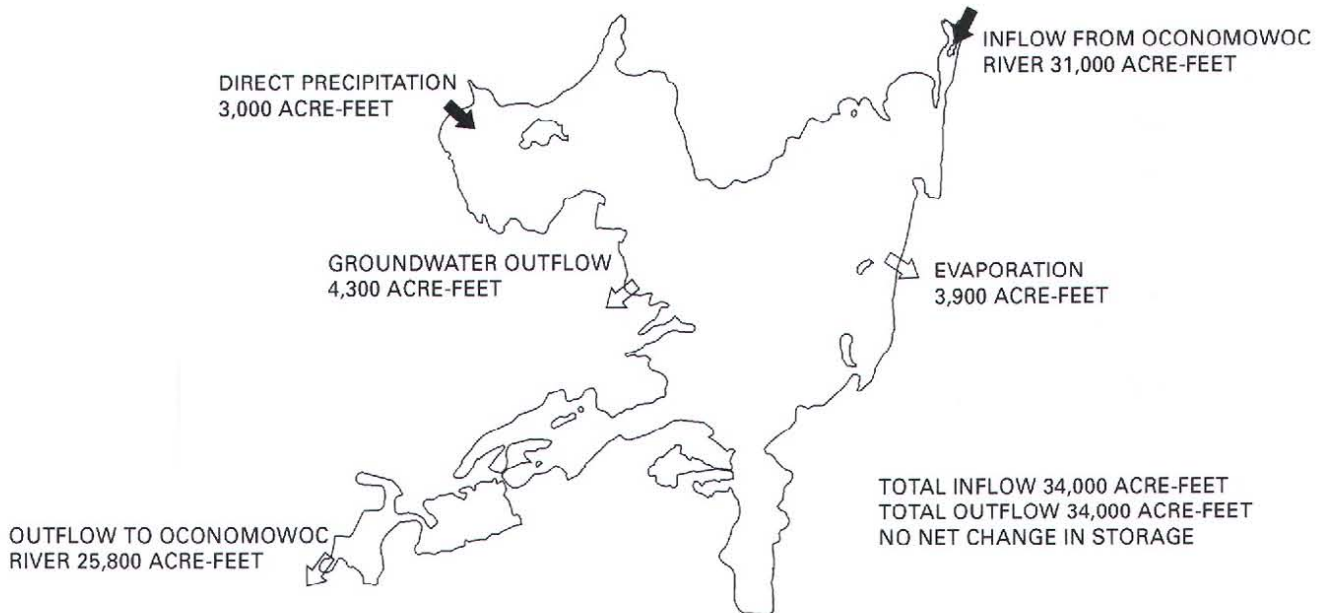 INFLOW FROM OCONOMOWOC
RIVER 31,000 ACRE-FEET
DIRECT PRECIPITATION
3,000 ACRE-FEET
GROUNDWATER OUTFLOW
4,300 ACRE-FEET
EVAPORATION
3,900 ACRE-FEET
TOTAL INFLOW 34,000 ACRE-FEET
TOTAL OUTFLOW 34,000 ACRE-FEET
NO NET CHANGE IN STORAGE
OUTFLOW TO OCONOMOWOC
RIVER 25,800 ACRE-FEET